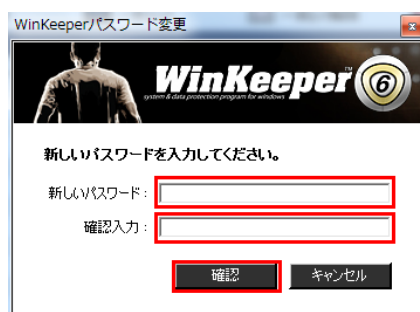 WinKeeperパスワード変更
WinKeeper 6
system & data protection program for windows
新しいパスワードを入力してください。
新しいパスワード：
確認入力：
確認 キャンセル